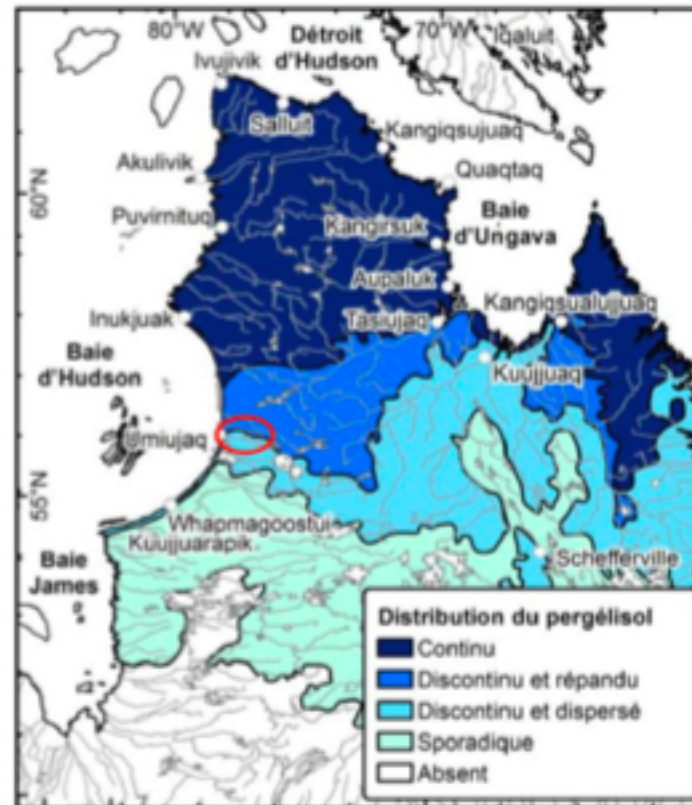 80°W
70°W
Iqaluit
Détroit
d'Hudson
Ivujivik
Salluit
Kangiqsujuaq
Akulivik
Quaqtaq
60°N
Puvirnituq
Baie
d'Ungava
Kangirsuk
Aupaluk
Kangiqsualujjuaq
Inukjuak
Tasiujaq
Baie
d'Hudson
Kuujjuaq
Umiujaq
55°N
Whapmagoostui
Kuujjuarapik
Schefferville
Baie
James
Distribution du pergélisol
Continu
Discontinu et répandu
Discontinu et dispersé
Sporadique
Absent